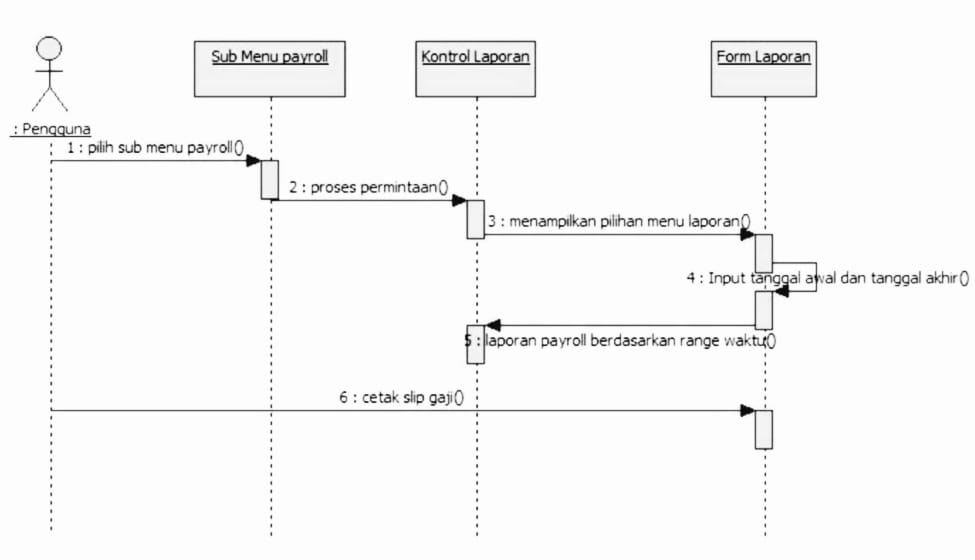 Sub Menu payroll
Kontrol Laporan
Form Laporan
: Pengguna
1 : pilih sub menu payroll()
2 : proses permintaan()
3 : menampilkan pilihan menu laporan()
4 : Input tanggal awal dan tanggal akhir()
5 : laporan payroll berdasarkan range waktu()
6 : cetak slip gaji()